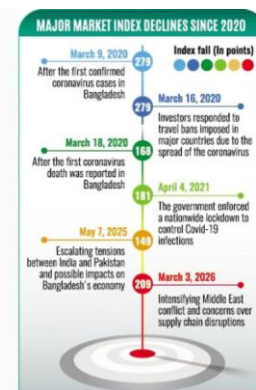 MAJOR MARKET INDEX DECLINES SINCE 2020
Index fall (In points)
March 9, 2020
279
After the first confirmed
coronavirus cases in
Bangladesh
March 16, 2020
279
Investors responded to
travel bans imposed in
major countries due to the
spread of the coronavirus
March 18, 2020
168
After the first coronavirus
death was reported in
Bangladesh
April 4, 2021
181
The government enforced
a nationwide lockdown to
control Covid-19
infections
May 7, 2025
149
Escalating tensions
between India and Pakistan
and possible impacts on
Bangladesh's economy
March 3, 2026
209
Intensifying Middle East
conflict and concerns over
supply chain disruptions